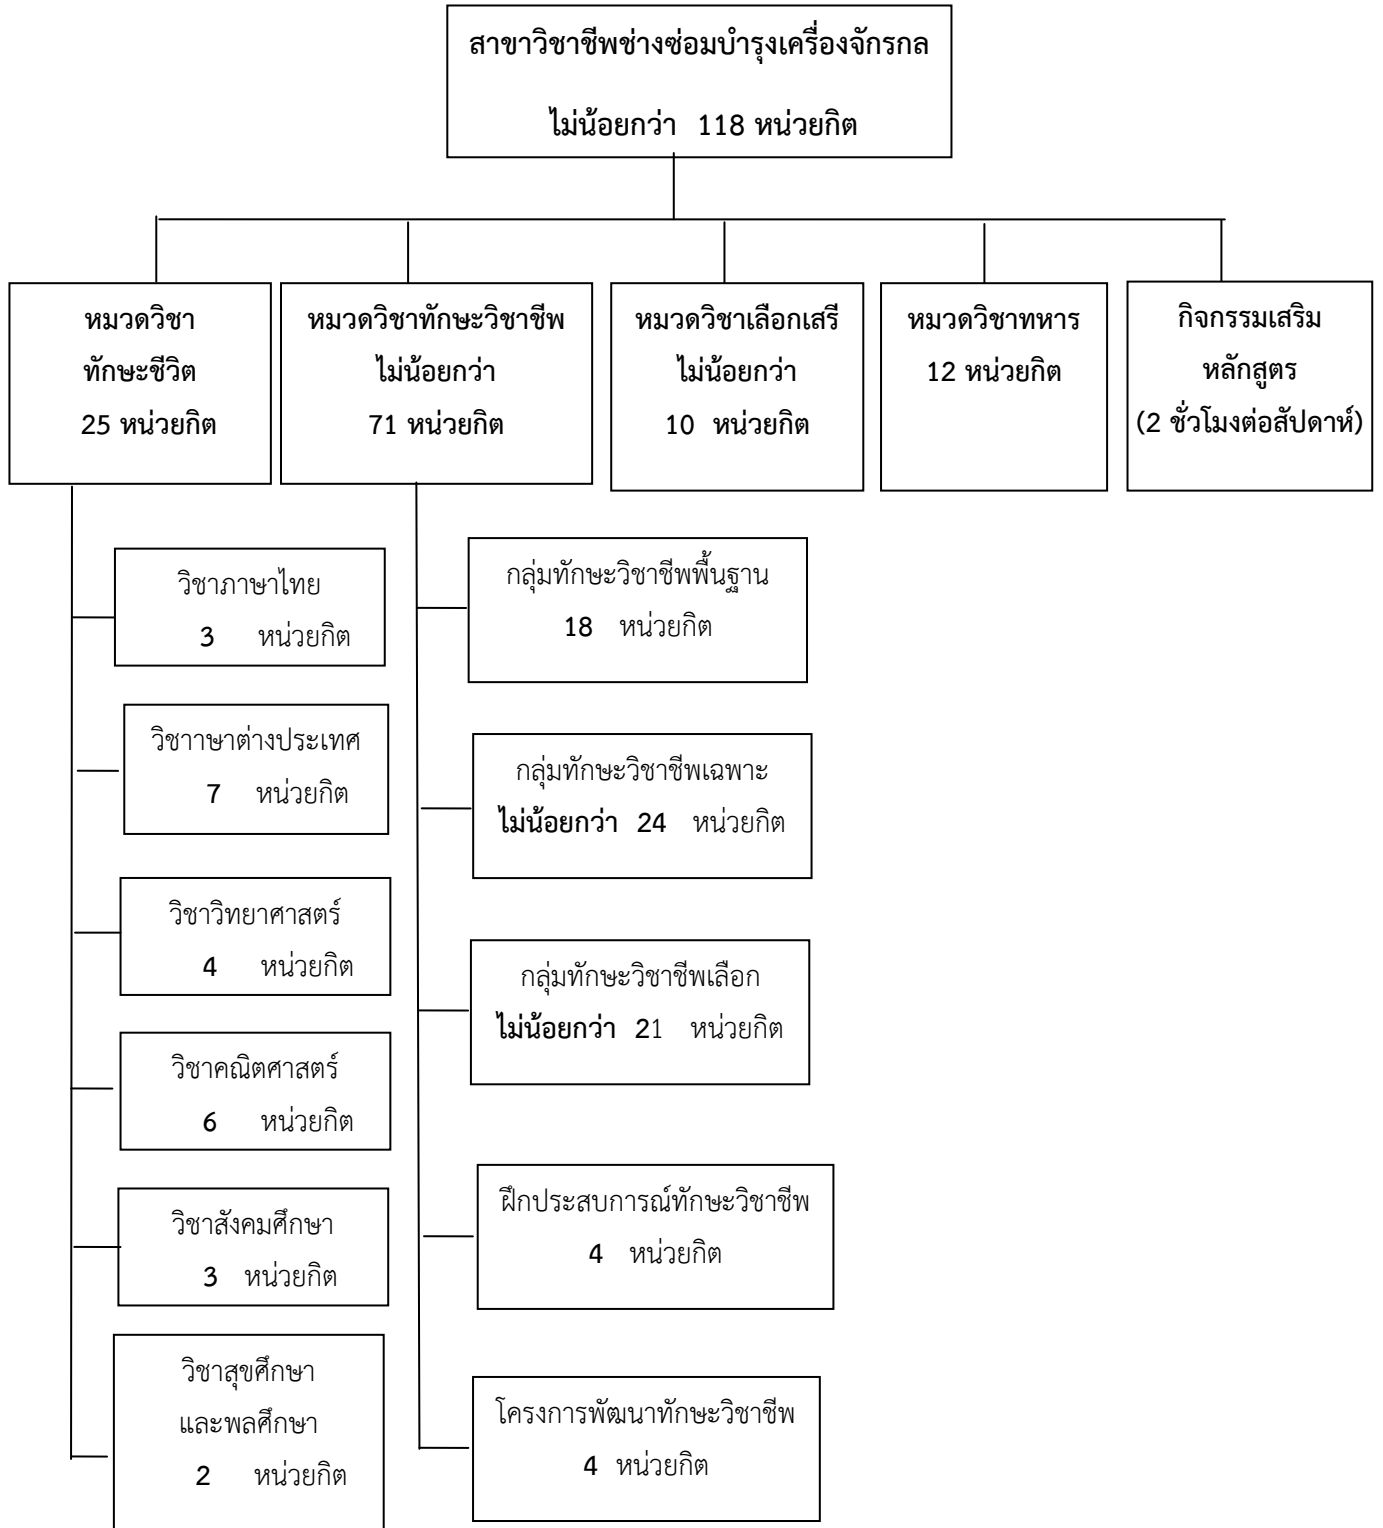 สาขาวิชาชีพช่างซ่อมบำรุงเครื่องจักรกล
ไม่น้อยกว่า 118 หน่วยกิต
หมวดวิชา
ทักษะชีวิต
25 หน่วยกิต
หมวดวิชาทักษะวิชาชีพ
ไม่น้อยกว่า
71 หน่วยกิต
หมวดวิชาเลือกเสรี
ไม่น้อยกว่า
10 หน่วยกิต
หมวดวิชาทหาร
12 หน่วยกิต
กิจกรรมเสริม
หลักสูตร
(2 ชั่วโมงต่อสัปดาห์)
วิชาภาษาไทย
3 หน่วยกิต
วิชาาษาต่างประเทศ
7 หน่วยกิต
วิชาวิทยาศาสตร์
4 หน่วยกิต
วิชาคณิตศาสตร์
6 หน่วยกิต
วิชาสังคมศึกษา
3 หน่วยกิต
วิชาสุขศึกษา
และพลศึกษา
2 หน่วยกิต
กลุ่มทักษะวิชาชีพพื้นฐาน
18 หน่วยกิต
กลุ่มทักษะวิชาชีพเฉพาะ
ไม่น้อยกว่า 24 หน่วยกิต
กลุ่มทักษะวิชาชีพเลือก
ไม่น้อยกว่า 21 หน่วยกิต
ฝึกประสบการณ์ทักษะวิชาชีพ
4 หน่วยกิต
โครงการพัฒนาทักษะวิชาชีพ
4 หน่วยกิต